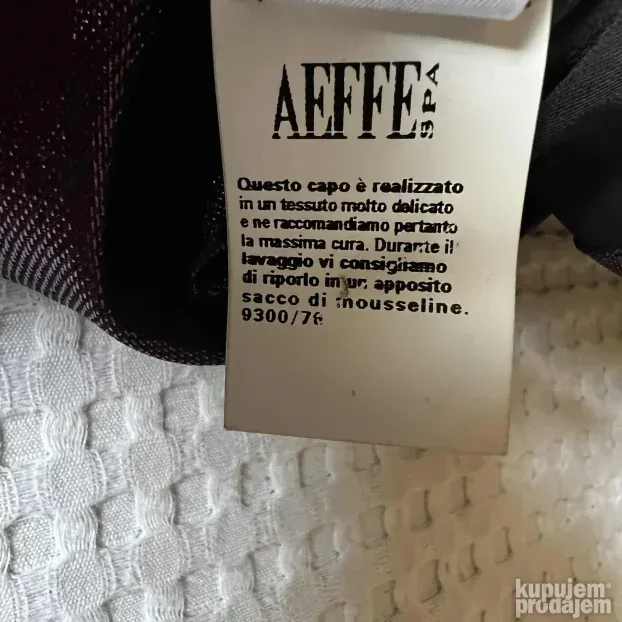 AEFFE SPA
Questo capo è realizzato
in un tessuto molto delicato
e ne raccomandiamo pertanto
la massima cura. Durante il
lavaggio vi consigliamo
di riporlo in un apposito
sacco di mousseline.
9300/76
kupujem
prodajem